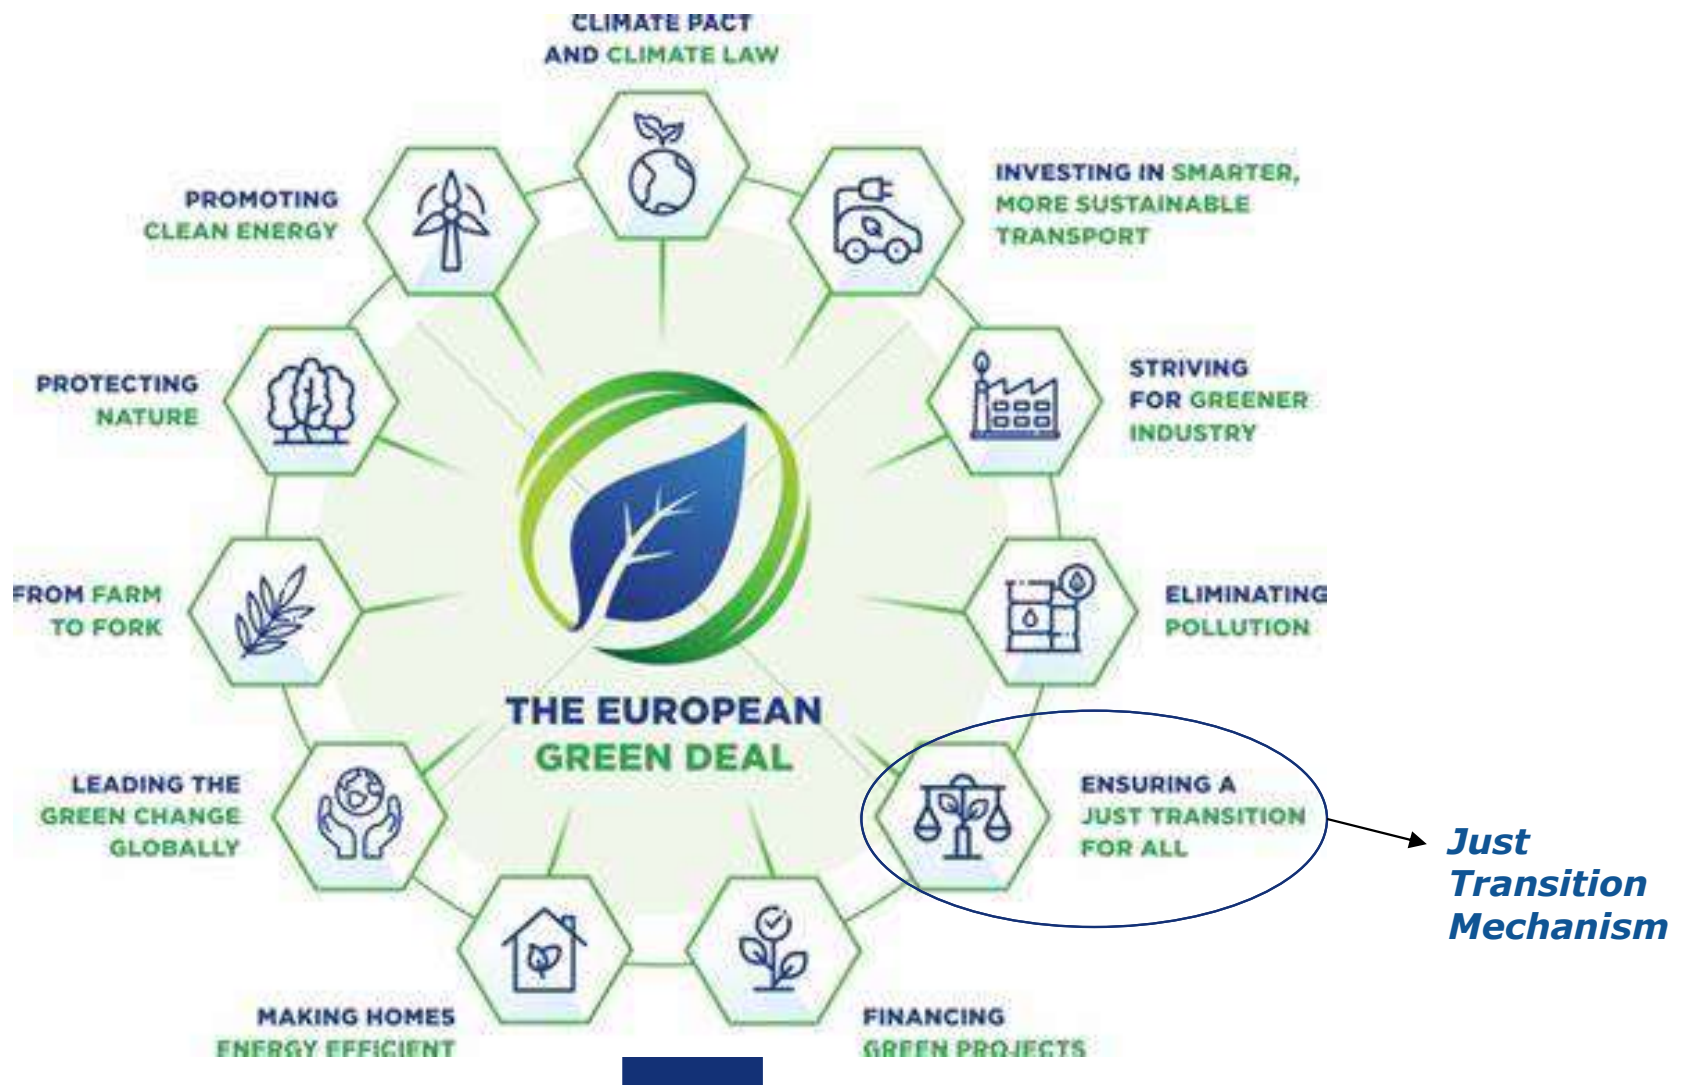 CLIMATE PACT
AND CLIMATE LAW
INVESTING IN SMARTER,
MORE SUSTAINABLE
TRANSPORT
PROMOTING
CLEAN ENERGY
STRIVING
FOR GREENER
INDUSTRY
PROTECTING
NATURE
ELIMINATING
POLLUTION
FROM FARM
TO FORK
THE EUROPEAN
GREEN DEAL
ENSURING A
JUST TRANSITION
FOR ALL
Just
Transition
Mechanism
LEADING THE
GREEN CHANGE
GLOBALLY
MAKING HOMES
ENERGY EFFICIENT
FINANCING
GREEN PROJECTS